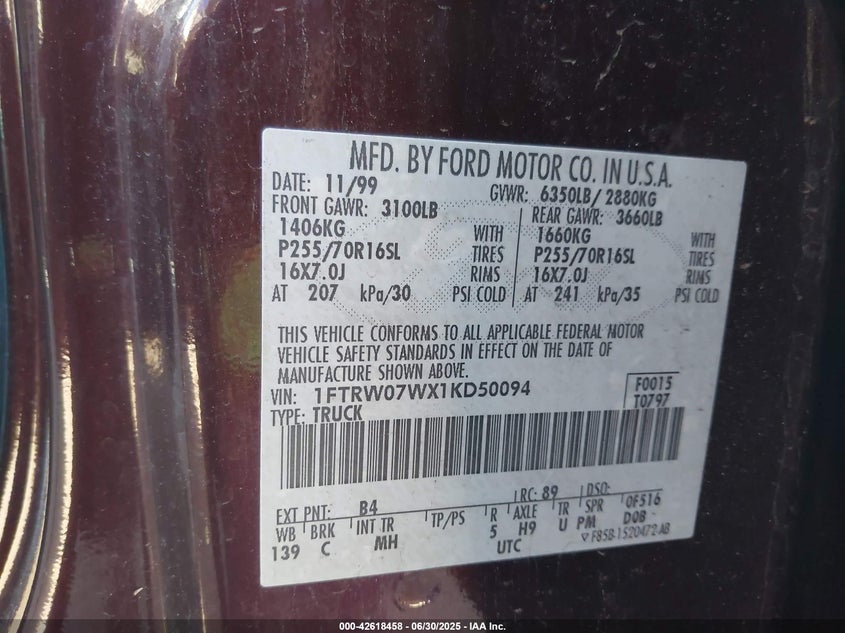 MFD. BY FORD MOTOR CO. IN U.S.A.
DATE: 11/99 GVWR: 6350LB/ 2880KG
FRONT GAWR: 3100LB REAR GAWR: 3660LB
1406KG WITH 1660KG WITH
P255/70R16SL TIRES P255/70R16SL TIRES
16X7.0J RIMS 16X7.0J RIMS
AT 207 kPa/30 PSI COLD AT 241 kPa/35 PSI COLD
THIS VEHICLE CONFORMS TO ALL APPLICABLE FEDERAL MOTOR
VEHICLE SAFETY STANDARDS IN EFFECT ON THE DATE OF
MANUFACTURE SHOWN ABOVE.
VIN: 1FTRW07WX1KD50094 F0015
TYPE: TRUCK T0797
EXT PNT: B4 RC: 89 DSO:
WB BRK INT TR TP/PS R AXLE TR SPR 0F516
139 C MH 5 H9 U PM DOB
UTC ▽ F85B-1520472-AB
000-42618458 - 06/30/2025 - IAA Inc.